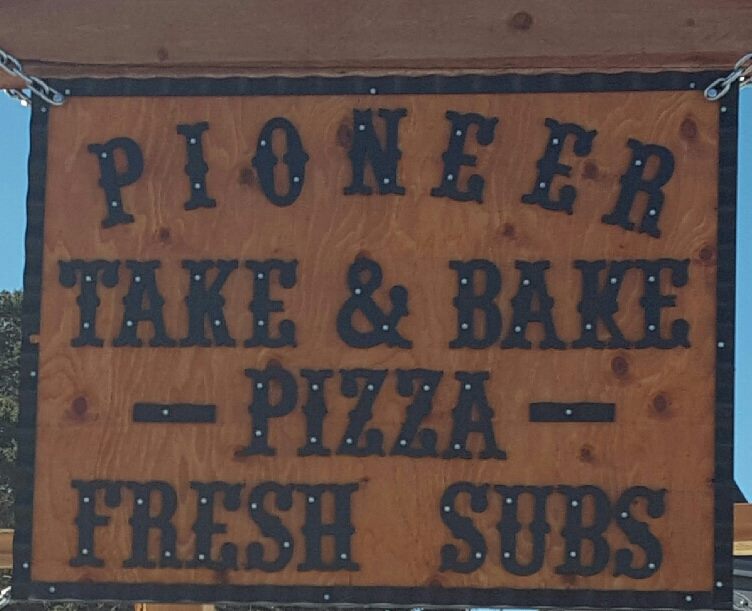 PIONEER
TAKE & BAKE
— PIZZA —
FRESH SUBS